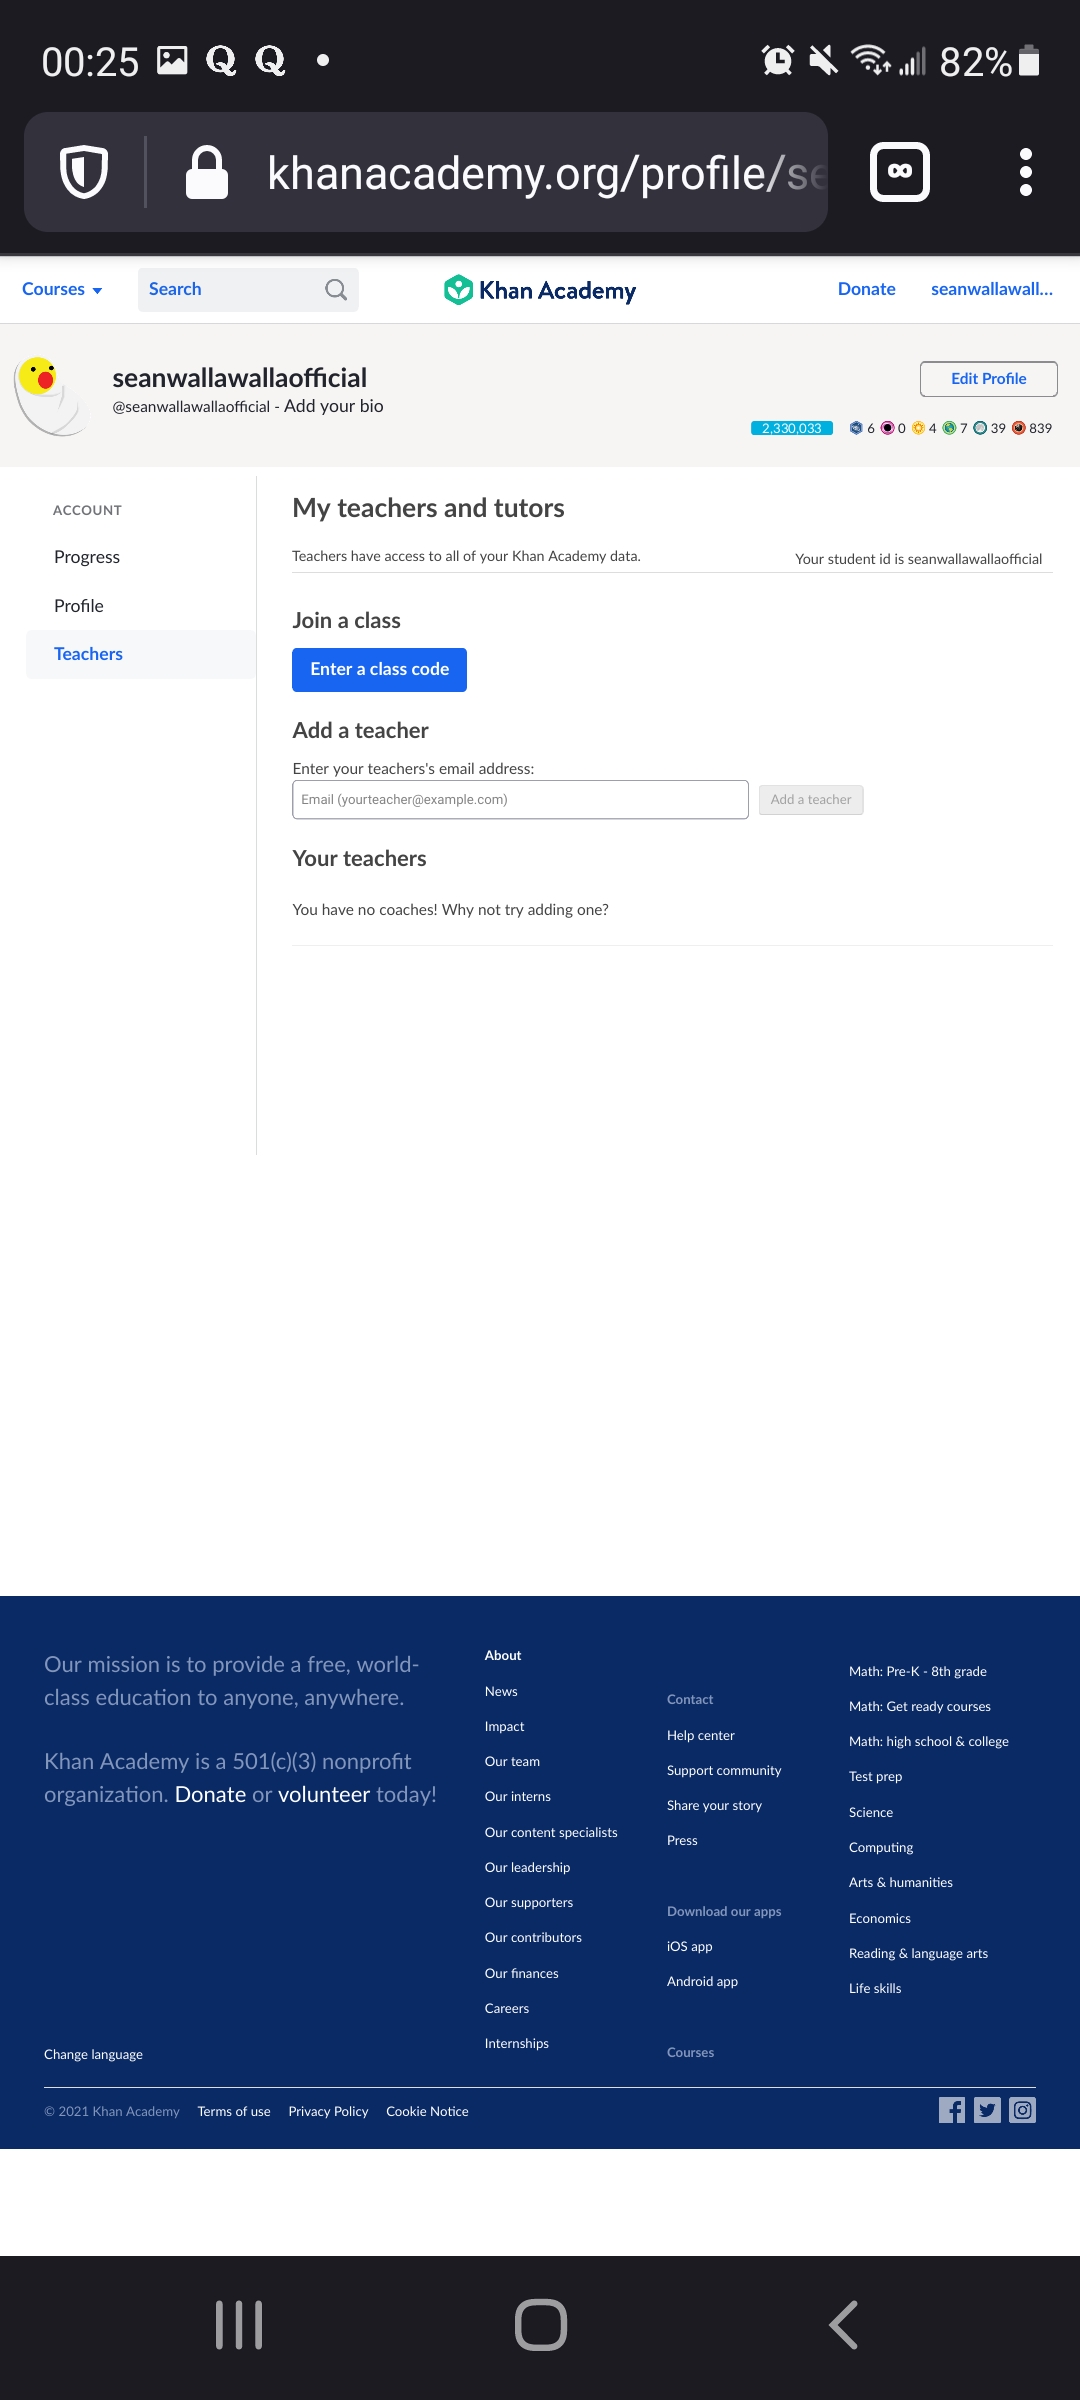 00:25
82%
khanacademy.org/profile/se
Courses
Search
Khan Academy
Donate
seanwallawall...
seanwallawallaofficial
@seanwallawallaofficial - Add your bio
Edit Profile
2,330,033 6 0 4 7 39 839
ACCOUNT
Progress
Profile
Teachers
My teachers and tutors
Teachers have access to all of your Khan Academy data.
Your student id is seanwallawallaofficial
Join a class
Enter a class code
Add a teacher
Enter your teachers's email address:
Email (yourteacher@example.com)
Add a teacher
Your teachers
You have no coaches! Why not try adding one?
Our mission is to provide a free, world-
class education to anyone, anywhere.
Khan Academy is a 501(c)(3) nonprofit
organization. Donate or volunteer today!
About
News
Impact
Our team
Our interns
Our content specialists
Our leadership
Our supporters
Our contributors
Our finances
Careers
Internships
Contact
Help center
Support community
Share your story
Press
Download our apps
iOS app
Android app
Courses
Math: Pre-K - 8th grade
Math: Get ready courses
Math: high school & college
Test prep
Science
Computing
Arts & humanities
Economics
Reading & language arts
Life skills
Change language
© 2021 Khan Academy Terms of use Privacy Policy Cookie Notice